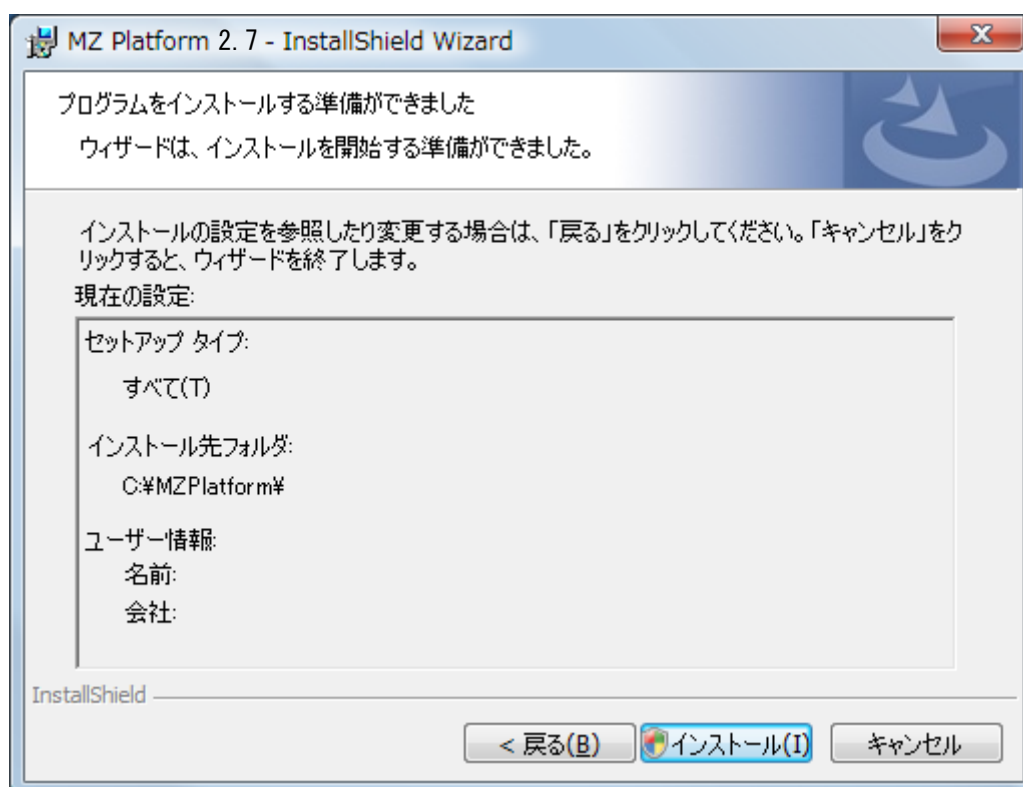 MZ Platform 2.7 - InstallShield Wizard
プログラムをインストールする準備ができました
ウィザードは、インストールを開始する準備ができました。
インストールの設定を参照したり変更する場合は、「戻る」をクリックしてください。「キャンセル」をク
リックすると、ウィザードを終了します。
現在の設定:
セットアップ タイプ:
すべて(T)
インストール先フォルダ:
C:¥MZPlatform¥
ユーザー情報:
名前:
会社:
InstallShield
< 戻る(B) インストール(I) キャンセル